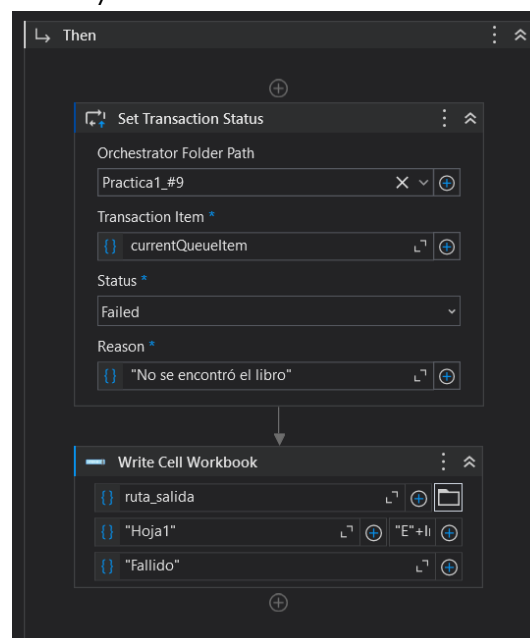 Then
Set Transaction Status
Orchestrator Folder Path
Practica1_#9
Transaction Item *
{} currentQueueItem
Status *
Failed
Reason *
{} "No se encontró el libro"
Write Cell Workbook
{} ruta_salida
{} "Hoja1" "E"+
{} "Fallido"